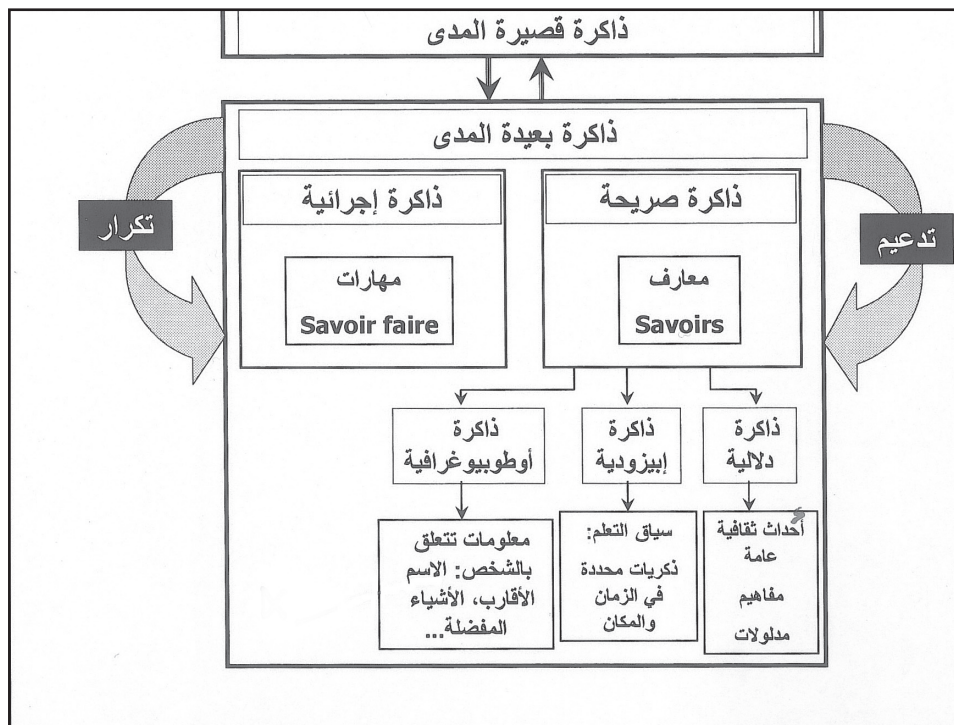 ذاكرة قصيرة المدى
ذاكرة بعيدة المدى
ذاكرة صريحة
ذاكرة إجرائية
تدعيم
تكرار
معارف
Savoirs
مهارات
Savoir faire
ذاكرة
دلالية
ذاكرة
إبيزودية
ذاكرة
أوطوبيوغرافية
أحداث ثقافية
عامة
مفاهيم
مدلولات
سياق التعلم:
ذكريات محددة
في الزمان
والمكان
معلومات تتعلق
بالشخص: الاسم
الأقارب، الأشياء
المفضلة...